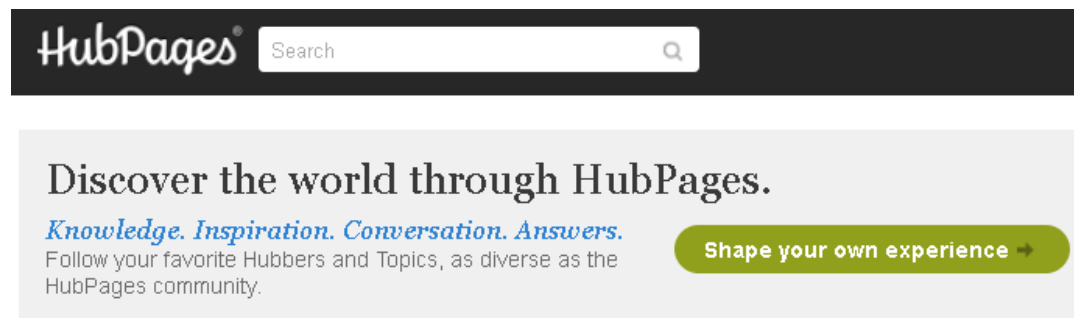 HubPages®
Search
Discover the world through HubPages.
Knowledge. Inspiration. Conversation. Answers.
Follow your favorite Hubbers and Topics, as diverse as the
HubPages community.
Shape your own experience